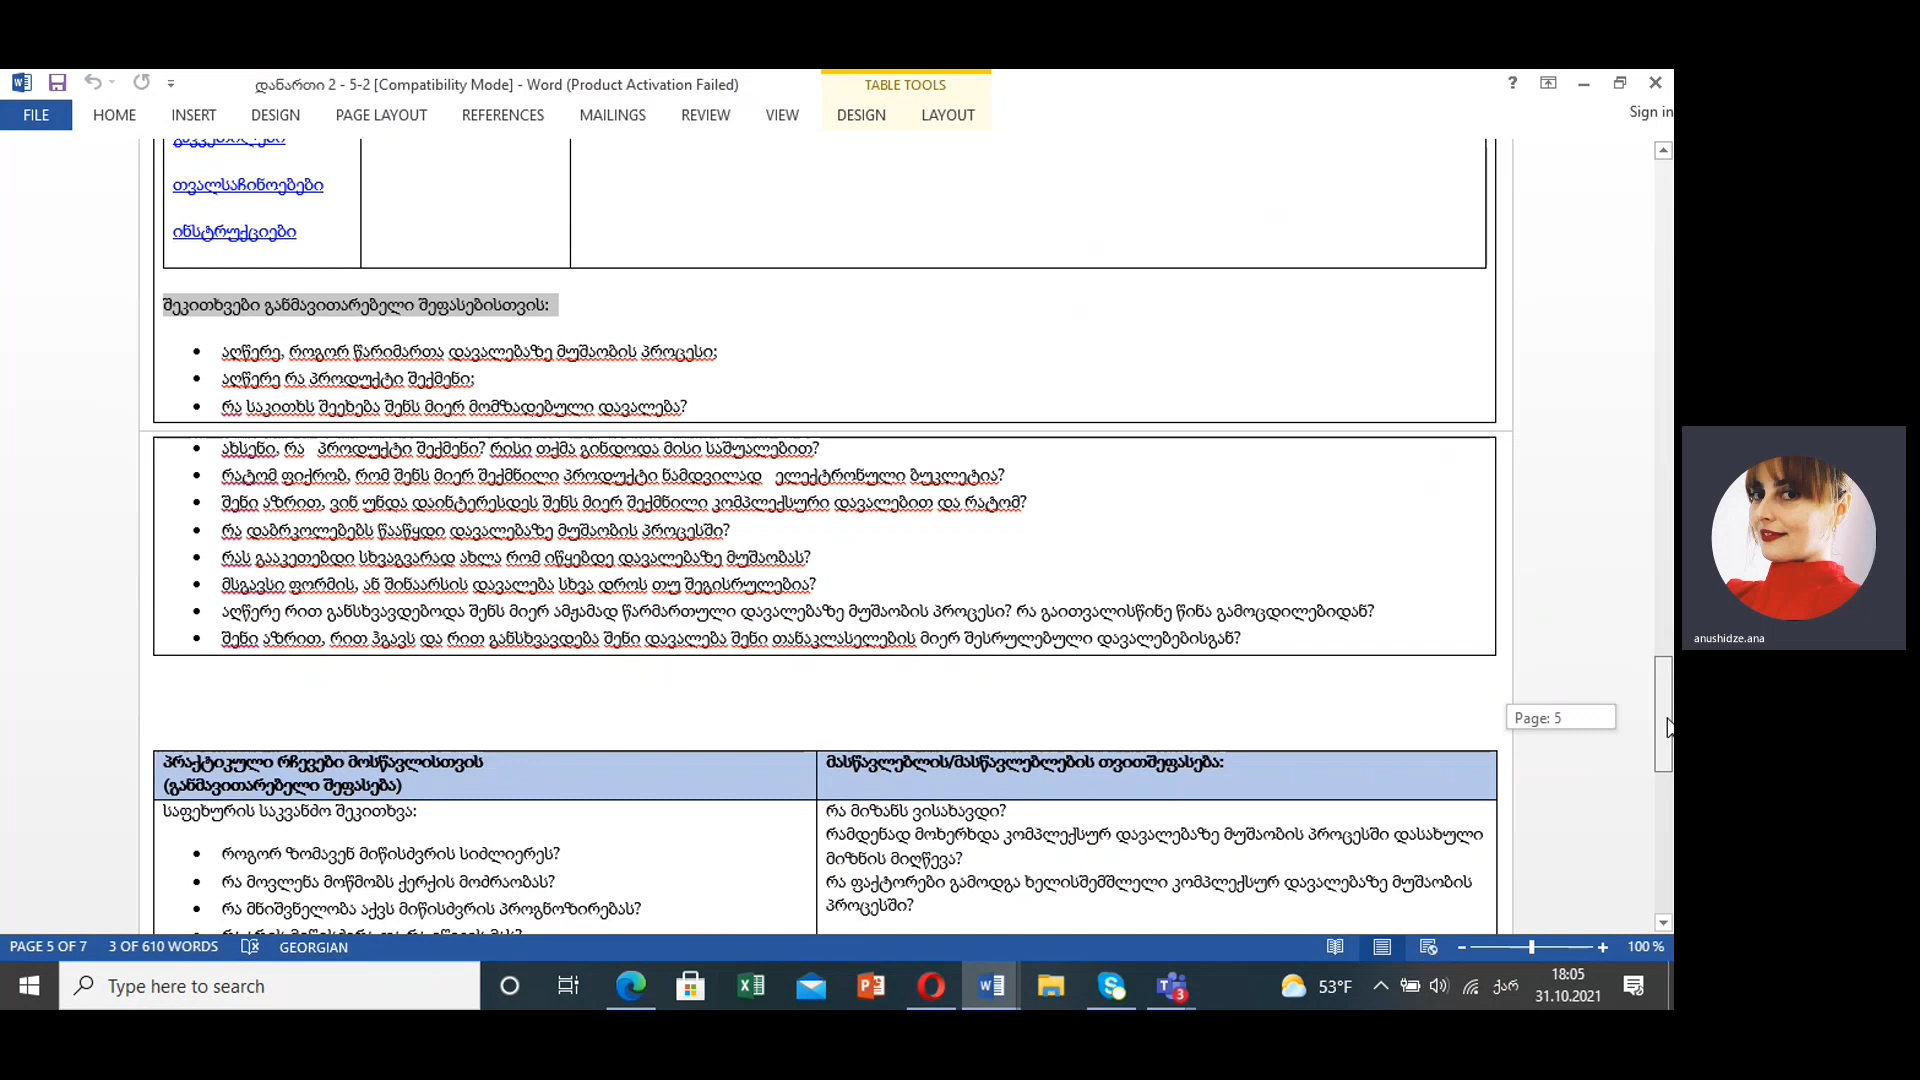 დანართი 2 - 5-2 [Compatibility Mode] - Word (Product Activation Failed)
TABLE TOOLS
FILE HOME INSERT DESIGN PAGE LAYOUT REFERENCES MAILINGS REVIEW VIEW DESIGN LAYOUT
Sign in
თვალსაჩინოებები
ინსტრუქციები
შეკითხვები განმავითარებელი შეფასებისთვის:
• აღწერე, როგორ წარიმართა დავალებაზე მუშაობის პროცესი;
• აღწერე რა პროდუქტი შექმენი;
• რა საკითხს შეეხება შენს მიერ მომზადებული დავალება?
• ახსენი, რა პროდუქტი შექმენი? რისი თქმა გინდოდა მისი საშუალებით?
• რატომ ფიქრობ, რომ შენს მიერ შექმნილი პროდუქტი ნამდვილად ელექტრონული ბუკლეტია?
• შენი აზრით, ვინ უნდა დაინტერესდეს შენს მიერ შექმნილი კომპლექსური დავალებით და რატომ?
• რა დაბრკოლებებს წააწყდი დავალებაზე მუშაობის პროცესში?
• რას გააკეთებდი სხვაგვარად ახლა რომ იწყებდე დავალებაზე მუშაობას?
• მსგავსი ფორმის, ან შინაარსის დავალება სხვა დროს თუ შეგისრულებია?
• აღწერე რით განსხვავდებოდა შენს მიერ ამჟამად წარმართული დავალებაზე მუშაობის პროცესი? რა გაითვალისწინე წინა გამოცდილებიდან?
• შენი აზრით, რით ჰგავს და რით განსხვავდება შენი დავალება შენი თანაკლასელების მიერ შესრულებული დავალებებისგან?
anushidze.ana
Page: 5
პრაქტიკული რჩევები მოსწავლისთვის
(განმავითარებელი შეფასება)
მასწავლებლის/მასწავლებლების თვითშეფასება:
საფეხურის საკვანძო შეკითხვა:
• როგორ ზომავენ მიწისძვრის სიძლიერეს?
• რა მოვლენა მოწმობს ქერქის მოძრაობას?
• რა მნიშვნელობა აქვს მიწისძვრის პროგნოზირებას?
რა მიზანს ვისახავდი?
რამდენად მოხერხდა კომპლექსურ დავალებაზე მუშაობის პროცესში დასახული
მიზნის მიღწევა?
რა ფაქტორები გამოდგა ხელისშემშლელი კომპლექსურ დავალებაზე მუშაობის
პროცესში?
PAGE 5 OF 7 3 OF 610 WORDS GEORGIAN 100 %
Type here to search
3
53°F
ქარ
18:05
31.10.2021